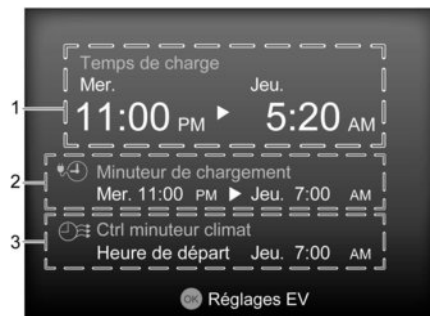 Temps de charge
Mer. Jeu.
1 11:00 PM ▶ 5:20 AM
2 Minuteur de chargement
Mer. 11:00 PM ▶ Jeu. 7:00 AM
3 Ctrl minuteur climat
Heure de départ Jeu. 7:00 AM
OK Réglages EV